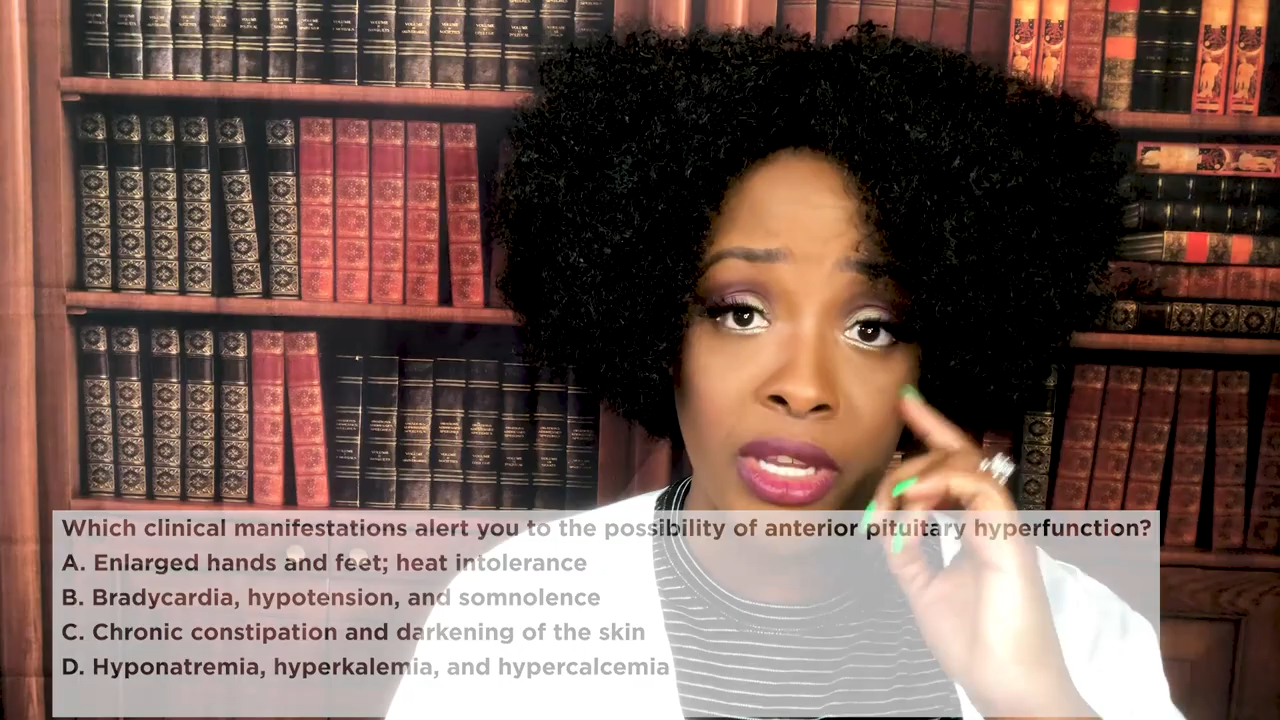 Which clinical manifestations alert you to the possibility of anterior pituitary hyperfunction?
A. Enlarged hands and feet; heat intolerance
B. Bradycardia, hypotension, and somnolence
C. Chronic constipation and darkening of the skin
D. Hyponatremia, hyperkalemia, and hypercalcemia